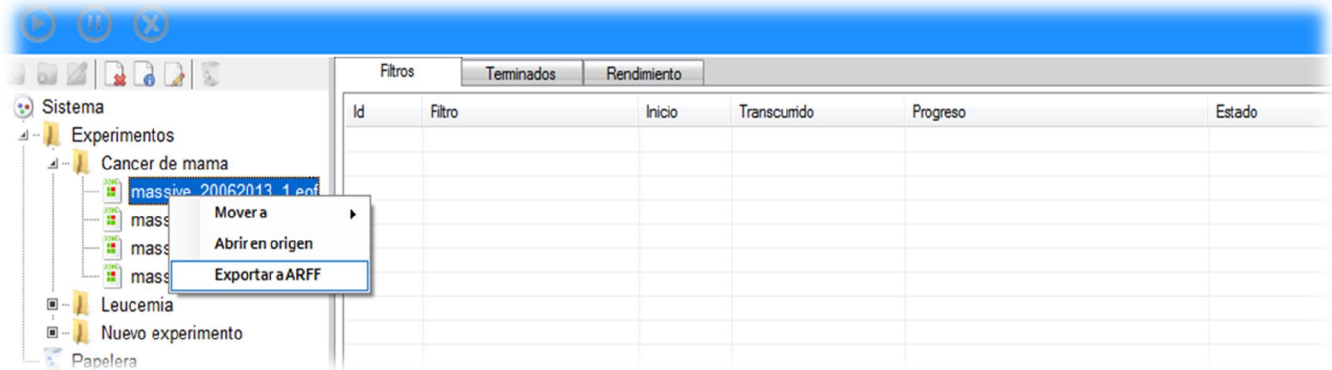 Filtros Terminados Rendimiento
Id Filtro Inicio Transcurrido Progreso Estado
Sistema
Experimentos
Cancer de mama
massive_20062013_1.eof
mass
mass
mass
Mover a
Abrir en origen
Exportar a ARFF
Leucemia
Nuevo experimento
Papelera